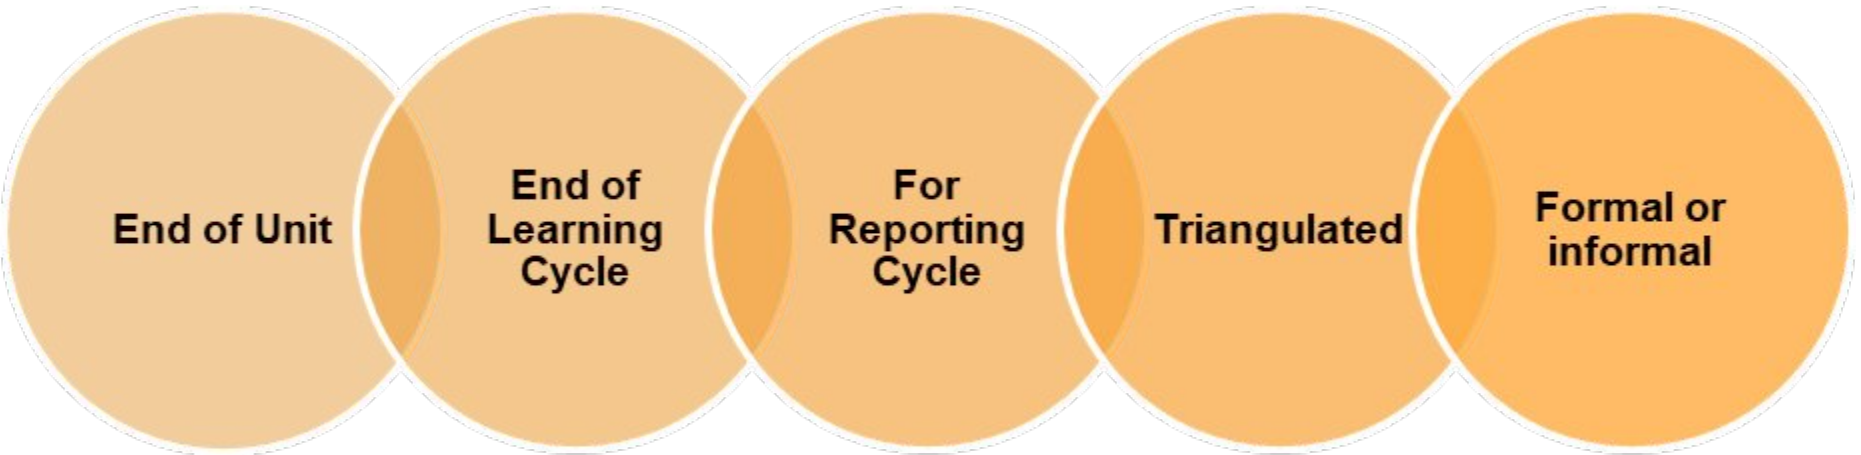 End of Unit
End of
Learning
Cycle
For
Reporting
Cycle
Triangulated
Formal or
informal